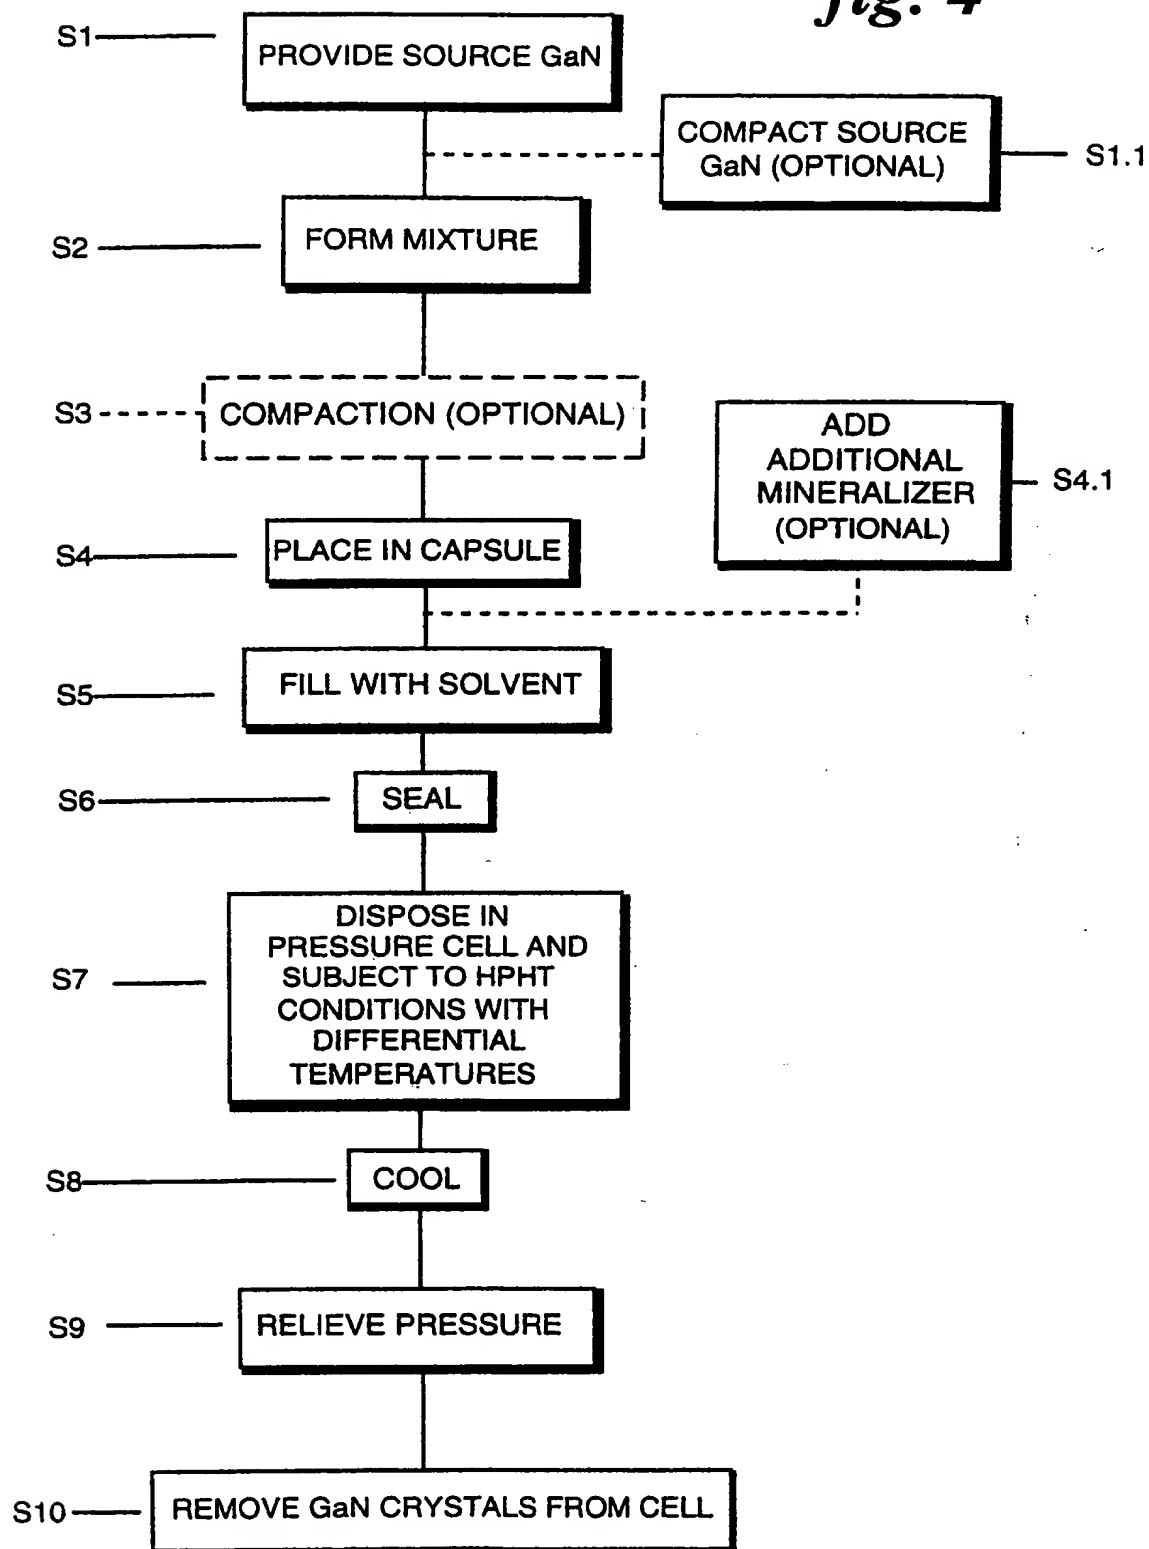 fig. 4
S1
PROVIDE SOURCE GaN
COMPACT SOURCE
GaN (OPTIONAL)
S1.1
S2
FORM MIXTURE
S3
COMPACTION (OPTIONAL)
ADD
ADDITIONAL
MINERALIZER
(OPTIONAL)
S4.1
S4
PLACE IN CAPSULE
S5
FILL WITH SOLVENT
S6
SEAL
S7
DISPOSE IN
PRESSURE CELL AND
SUBJECT TO HPHT
CONDITIONS WITH
DIFFERENTIAL
TEMPERATURES
S8
COOL
S9
RELIEVE PRESSURE
S10
REMOVE GaN CRYSTALS FROM CELL